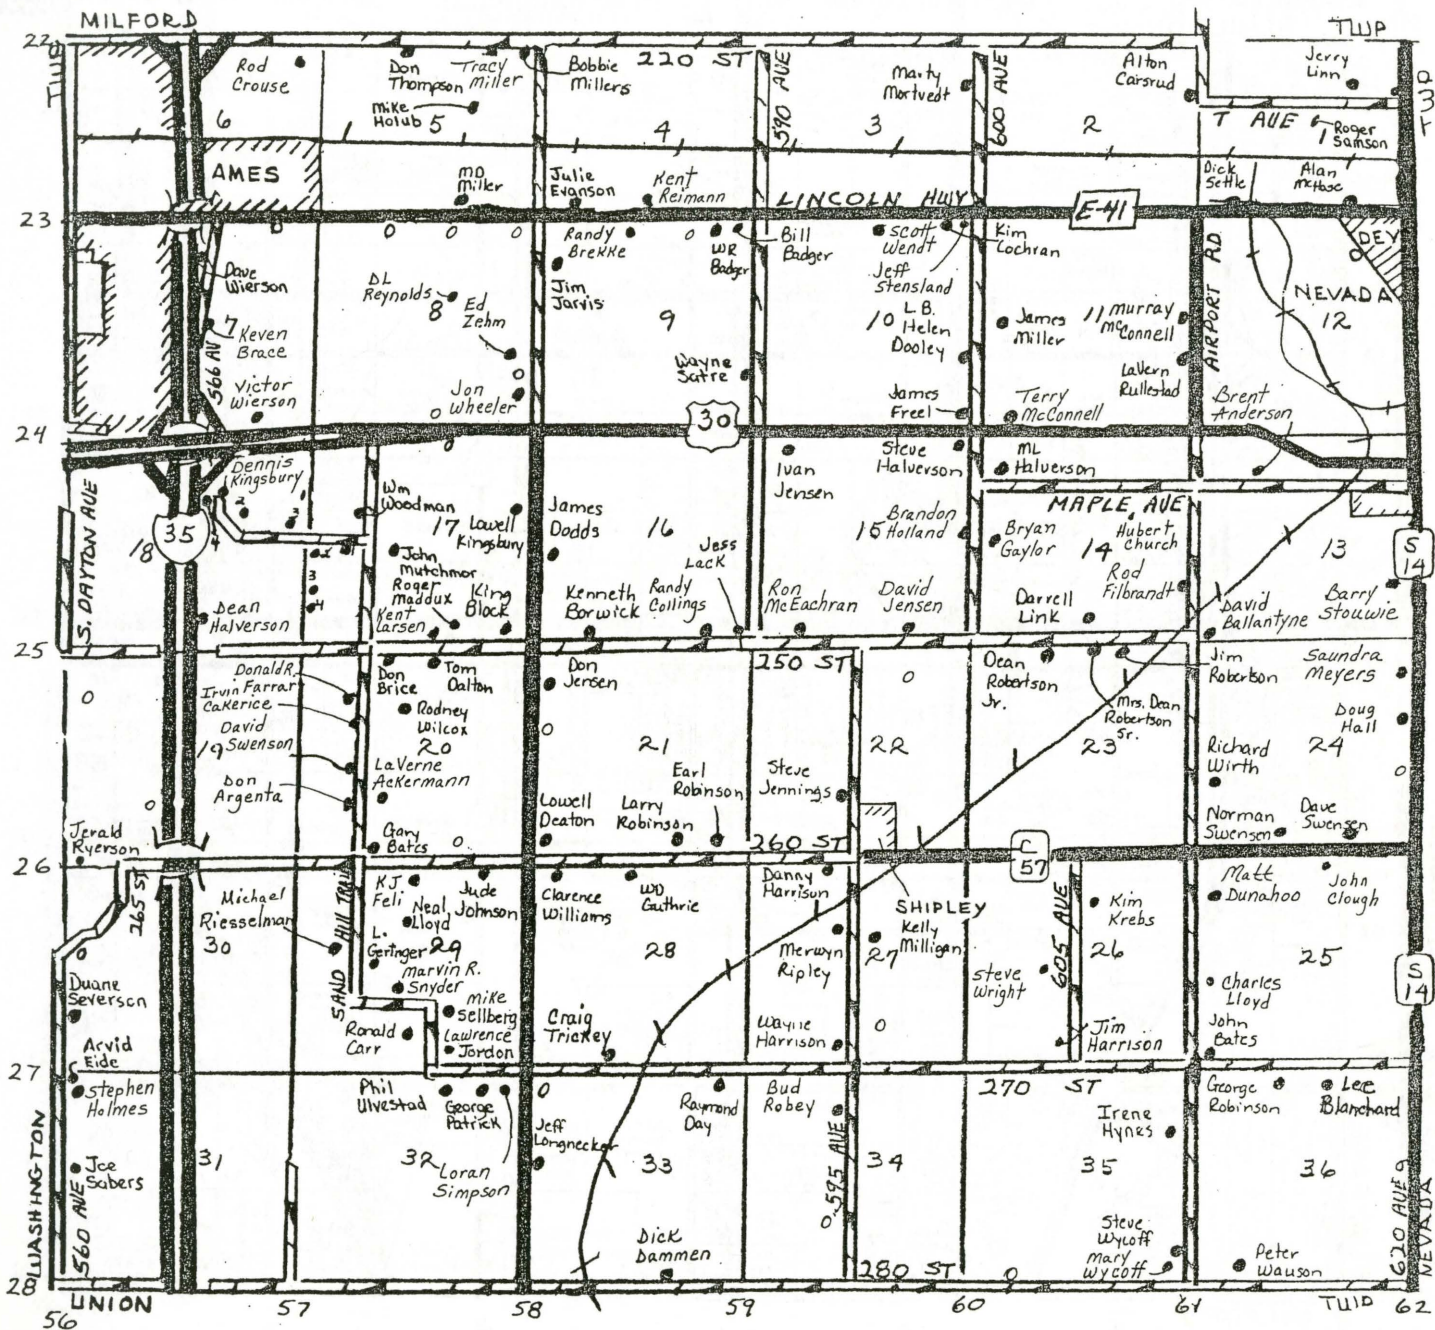 MILFORD
TWP
22
TWP
Rod
Crouse
Don
Thompson
Tracy
Miller
Bobbie
Millers
220 ST
590 AVE
Marty
Mortvedt
600 AVE
Alton
Carsrud
Jerry
Linn
TWP
Mike
Holub
6
5
4
3
2
T AVE
1
Roger
Samson
AMES
MD
Miller
Julie
Evanson
Kent
Reimann
LINCOLN HWY
E-41
Dick
Settle
Alan
McHose
23
Dave
Wierson
DL
Reynolds
8
Ed
Zehm
Randy
Brekke
Jim
Jarvis
9
WR
Badger
Bill
Badger
Scott
Wendt
Jeff
Stensland
Kim
Cochran
10
L.B.
Helen
Dooley
James
Miller
11
Murray
McConnell
AIRPORT RD
DEY
NEVADA
12
7
Keven
Brace
566 AV
Victor
Wierson
Jon
Wheeler
Wayne
Satre
James
Freel
Terry
McConnell
LaVern
Rullestad
Brent
Anderson
24
30
Dennis
Kingsbury
Wm
Woodman
17
Lowell
Kingsbury
James
Dodds
16
Ivan
Jensen
Steve
Halverson
ML
Halverson
MAPLE AVE
S. DAYTON AVE
18
35
1
2
3
4
2
3
4
John
Mutchmor
Roger
Maddux
Kent
Larsen
King
Block
Kenneth
Borwick
Randy
Collings
Jess
Lack
Ron
McEachran
15
Brandon
Holland
David
Jensen
Bryan
Gaylor
14
Hubert
Church
Rod
Filbrandt
Darrell
Link
13
S
14
Barry
Stouwie
David
Ballantyne
Dean
Halverson
25
250 ST
Donald R.
Farrar
Irvin
Cakerice
David
Swenson
19
Don
Argenta
Don
Brice
Tom
Dalton
Rodney
Wilcox
20
LaVerne
Ackermann
Gary
Bates
Don
Jensen
21
Lowell
Deaton
Larry
Robinson
Earl
Robinson
Steve
Jennings
22
Dean
Robertson
Jr.
Mrs. Dean
Robertson
Sr.
23
Jim
Robertson
Saundra
Meyers
Doug
Hall
24
Richard
Wirth
Norman
Swensen
Dave
Swensen
Jerald
Ryerson
26
260 ST
C
57
265 ST
Michael
Riesselman
30
SAND HILL TRAIL
KJ
Feli
Jude
Johnson
Neal
Lloyd
L.
Geringer
29
Marvin R.
Snyder
Mike
Sellberg
Lawrence
Jordon
Ronald
Carr
Clarence
Williams
WD
Guthrie
28
Craig
Trickey
Danny
Harrison
Merwyn
Ripley
Wayne
Harrison
SHIPLEY
Kelly
Milligan
27
Steve
Wright
605 AVE
Kim
Krebs
26
Jim
Harrison
Matt
Dunahoo
John
Clough
25
Charles
Lloyd
John
Bates
S
14
Duane
Severson
Arvid
Eide
27
Stephen
Holmes
270 ST
Phil
Ulvestad
George
Patrick
Loran
Simpson
Jeff
Longnecker
Raymond
Day
Bud
Robey
595 AVE
Irene
Hynes
George
Robinson
Lee
Blanchard
WASHINGTON
560 AVE
Joe
Sabers
31
32
33
34
35
36
Dick
Dammen
Steve
Wycoff
Mary
Wycoff
Peter
Wauson
620 AVE
NEVADA
28
280 ST
UNION
TWP
56
57
58
59
60
61
62